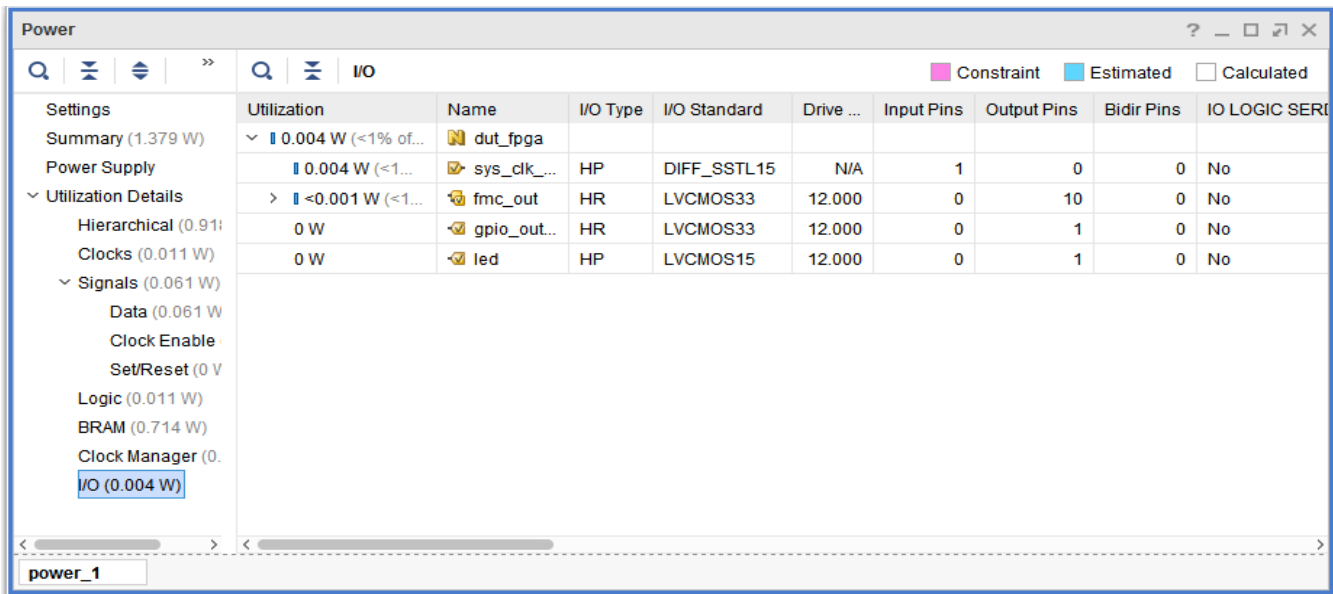 Power
I/O Constraint Estimated Calculated
Settings
Summary (1.379 W)
Power Supply
Utilization Details
Hierarchical (0.918
Clocks (0.011 W)
Signals (0.061 W)
Data (0.061 W
Clock Enable
Set/Reset (0 W
Logic (0.011 W)
BRAM (0.714 W)
Clock Manager (0.
I/O (0.004 W)
Utilization Name I/O Type I/O Standard Drive ... Input Pins Output Pins Bidir Pins IO LOGIC SERD
0.004 W (<1% of... dut_fpga
0.004 W (<1... sys_clk_... HP DIFF_SSTL15 N/A 1 0 0 No
<0.001 W (<1... fmc_out HR LVCMOS33 12.000 0 10 0 No
0 W gpio_out... HR LVCMOS33 12.000 0 1 0 No
0 W led HP LVCMOS15 12.000 0 1 0 No
power_1